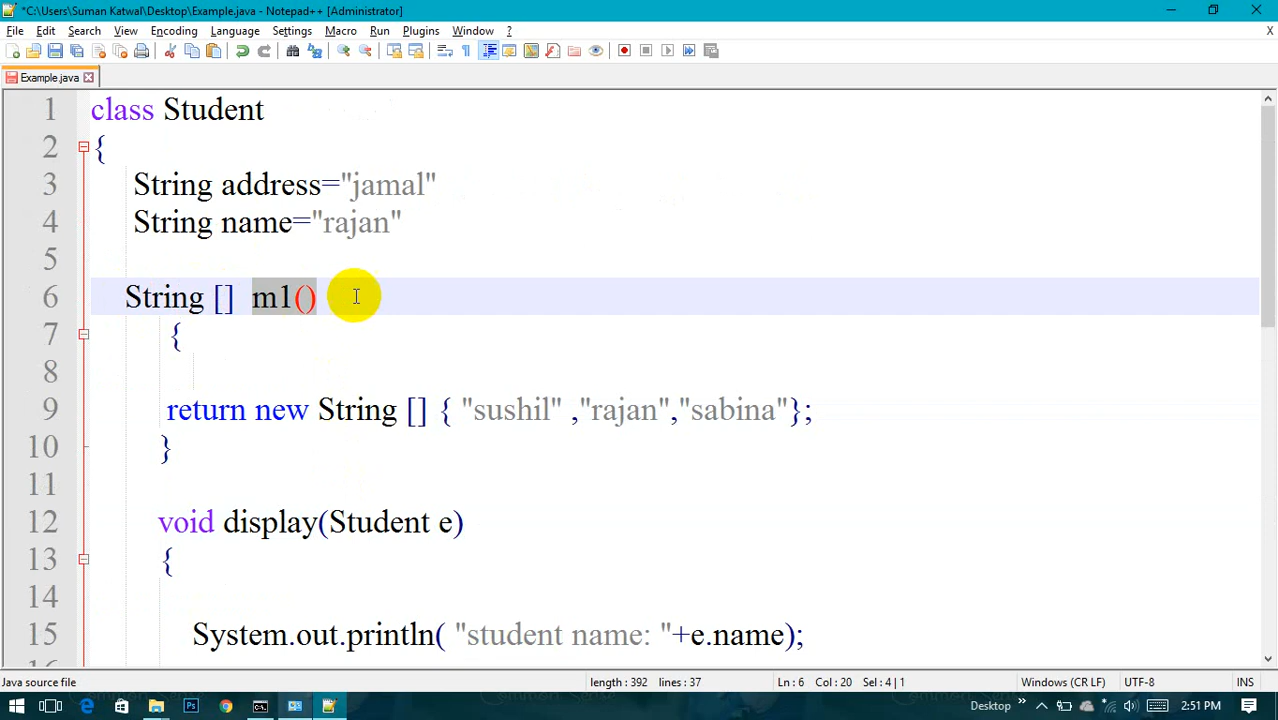 *C:\Users\Suman Katwal\Desktop\Example.java - Notepad++ [Administrator]
File Edit Search View Encoding Language Settings Macro Run Plugins Window ? X
Example.java
1 class Student
2 {
3 String address="jamal"
4 String name="rajan"
5
6 String [] m1()
7 {
8
9 return new String [] { "sushil" ,"rajan","sabina"};
10 }
11
12 void display(Student e)
13 {
14
15 System.out.println( "student name: "+e.name);
Java source file length : 392 lines : 37 Ln : 6 Col : 20 Sel : 4 | 1 Windows (CR LF) UTF-8 INS
Desktop 2:51 PM